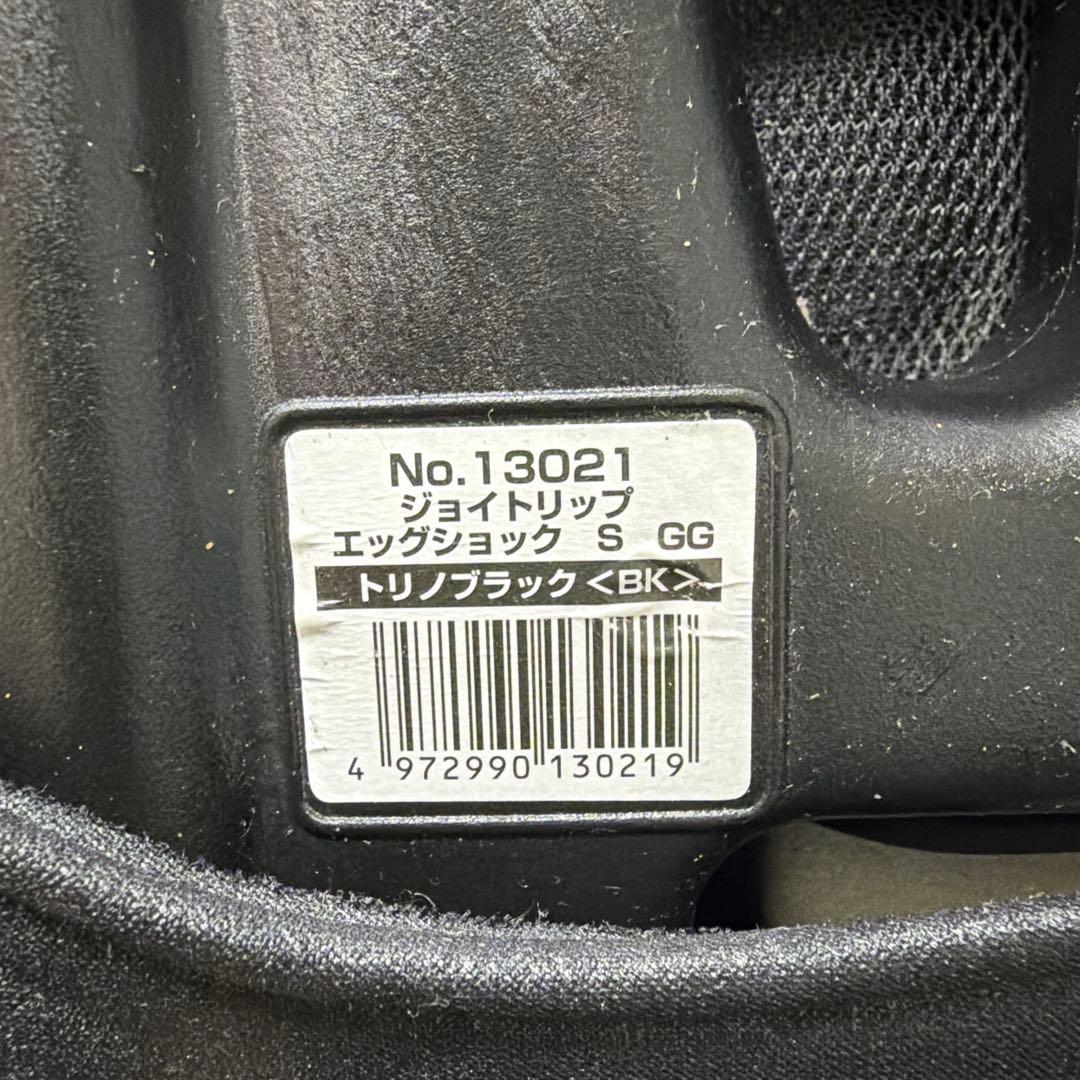 No.13021
ジョイトリップ
エッグショック S GG
トリノブラック<BK>
4 972990 130219